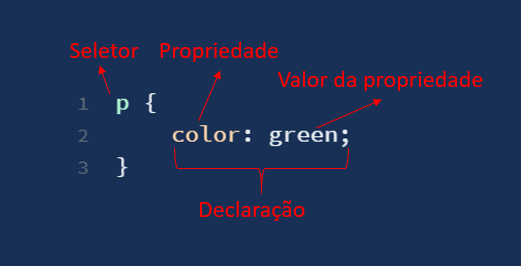 Seletor Propriedade
Valor da propriedade
1 p {
2 color: green;
3 }
Declaração